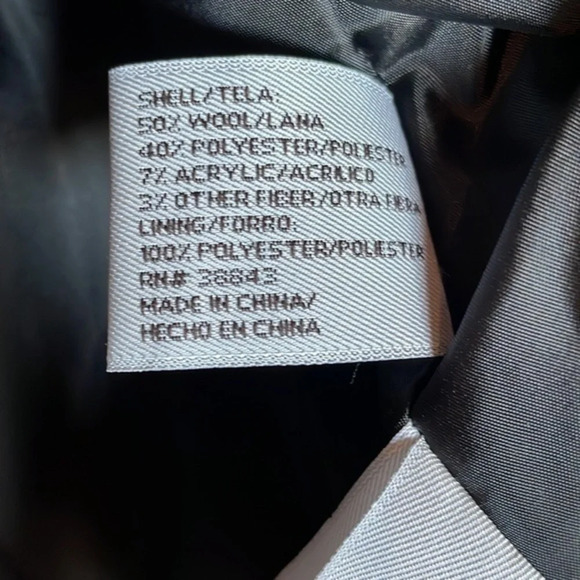 SHELL/TELA:
50% WOOL/LANA
40% POLYESTER/POLIESTER
7% ACRYLIC/ACRILICO
3% OTHER FIBER/OTRA FIBRA
LINING/FORRO:
100% POLYESTER/POLIESTER
RN# 38643
MADE IN CHINA/
HECHO EN CHINA